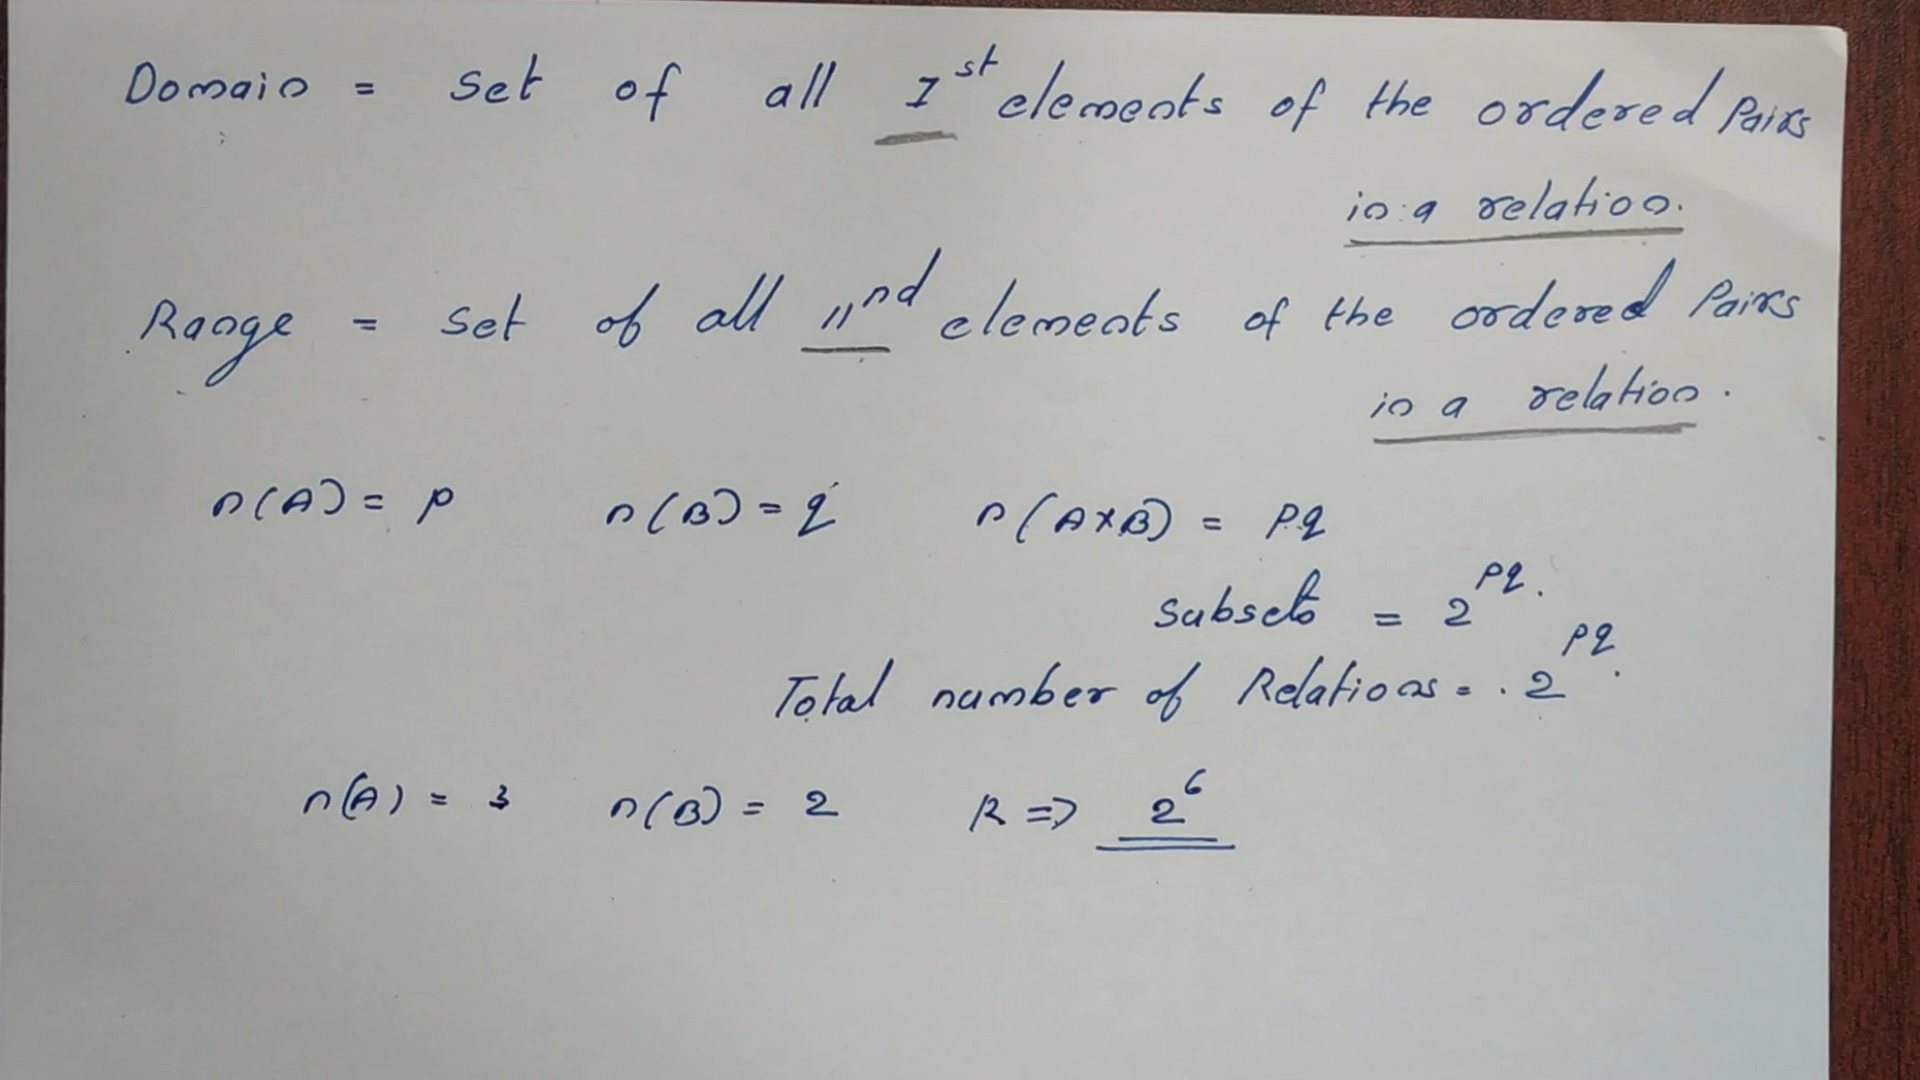 Domain = Set of all Ist elements of the ordered Pairs
in a relation.
Range = Set of all IInd elements of the ordered Pairs
in a relation.
n(A) = p n(B) = q n(A×B) = pq
Subsets = 2^pq.
Total number of Relations = 2^pq.
n(A) = 3 n(B) = 2 R => 2^6